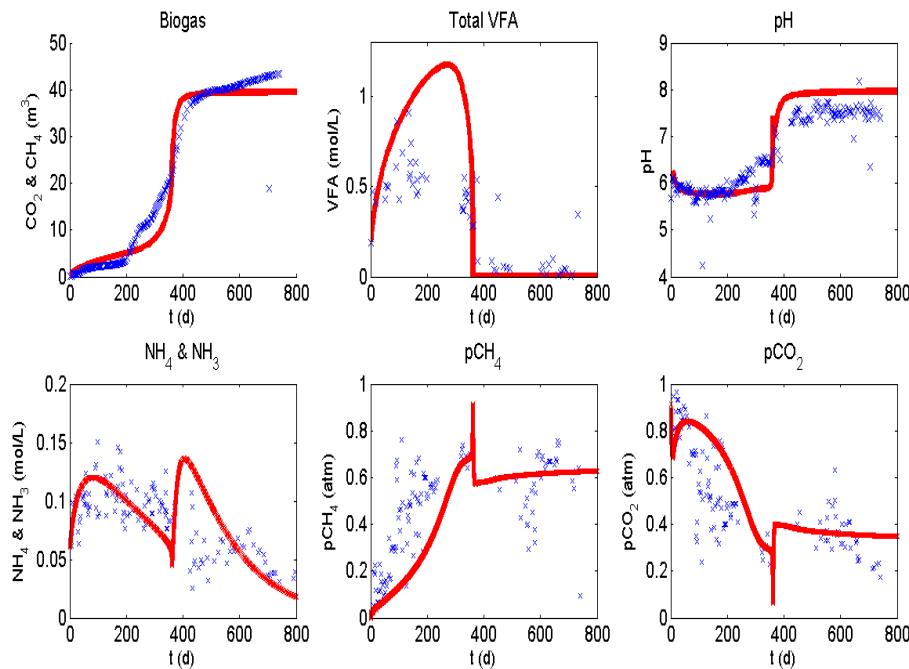 Biogas
Total VFA
pH
CO2 & CH4 (m3)
50
40
30
20
10
0
0 200 400 600 800
t (d)
VFA (mol/L)
1
0.5
0
0 200 400 600 800
t (d)
pH
9
8
7
6
5
4
0 200 400 600 800
t (d)
NH4 & NH3
pCH4
pCO2
NH4 & NH3 (mol/L)
0.2
0.15
0.1
0.05
0
0 200 400 600 800
t (d)
pCH4 (atm)
1
0.8
0.6
0.4
0.2
0
0 200 400 600 800
t (d)
pCO2 (atm)
1
0.8
0.6
0.4
0.2
0
0 200 400 600 800
t (d)